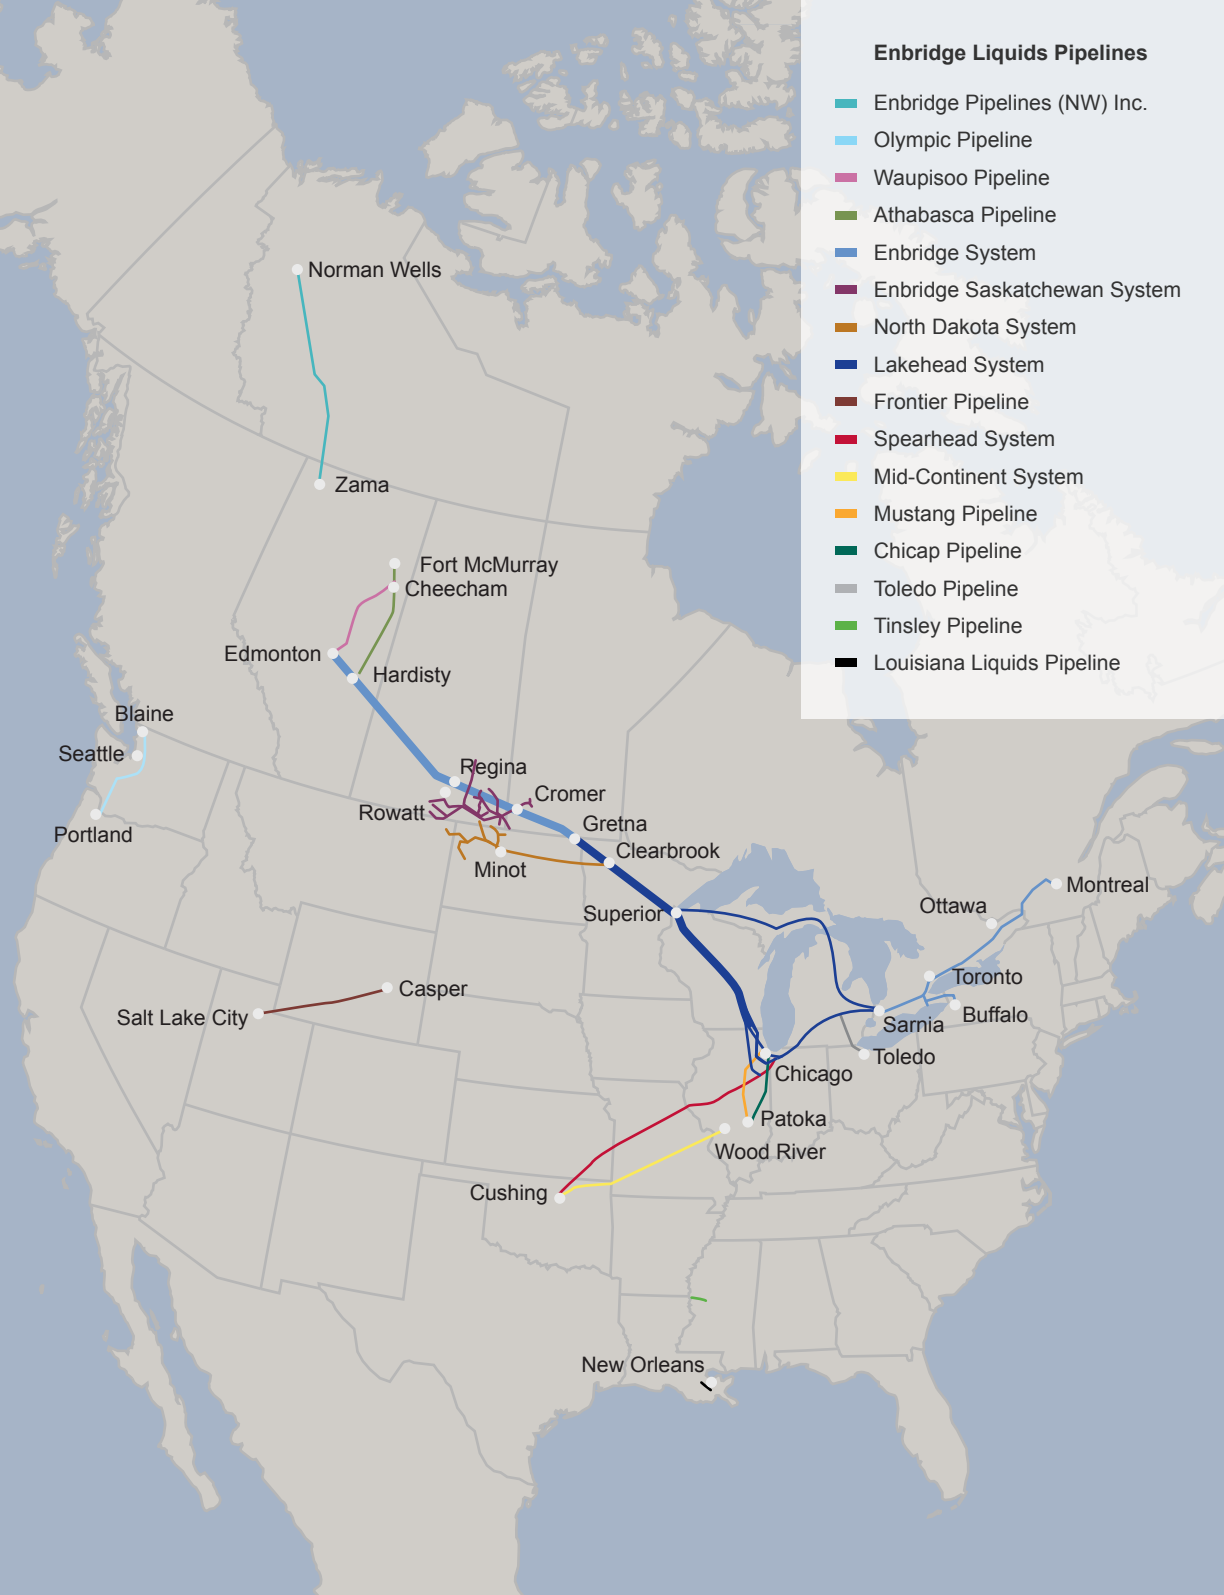 Enbridge Liquids Pipelines
Enbridge Pipelines (NW) Inc.
Olympic Pipeline
Waupisoo Pipeline
Athabasca Pipeline
Enbridge System
Enbridge Saskatchewan System
North Dakota System
Lakehead System
Frontier Pipeline
Spearhead System
Mid-Continent System
Mustang Pipeline
Chicap Pipeline
Toledo Pipeline
Tinsley Pipeline
Louisiana Liquids Pipeline
Norman Wells
Zama
Fort McMurray
Cheecham
Edmonton
Hardisty
Blaine
Seattle
Portland
Regina
Rowatt
Cromer
Gretna
Minot
Clearbrook
Superior
Montreal
Ottawa
Toronto
Buffalo
Sarnia
Toledo
Casper
Salt Lake City
Chicago
Patoka
Wood River
Cushing
New Orleans